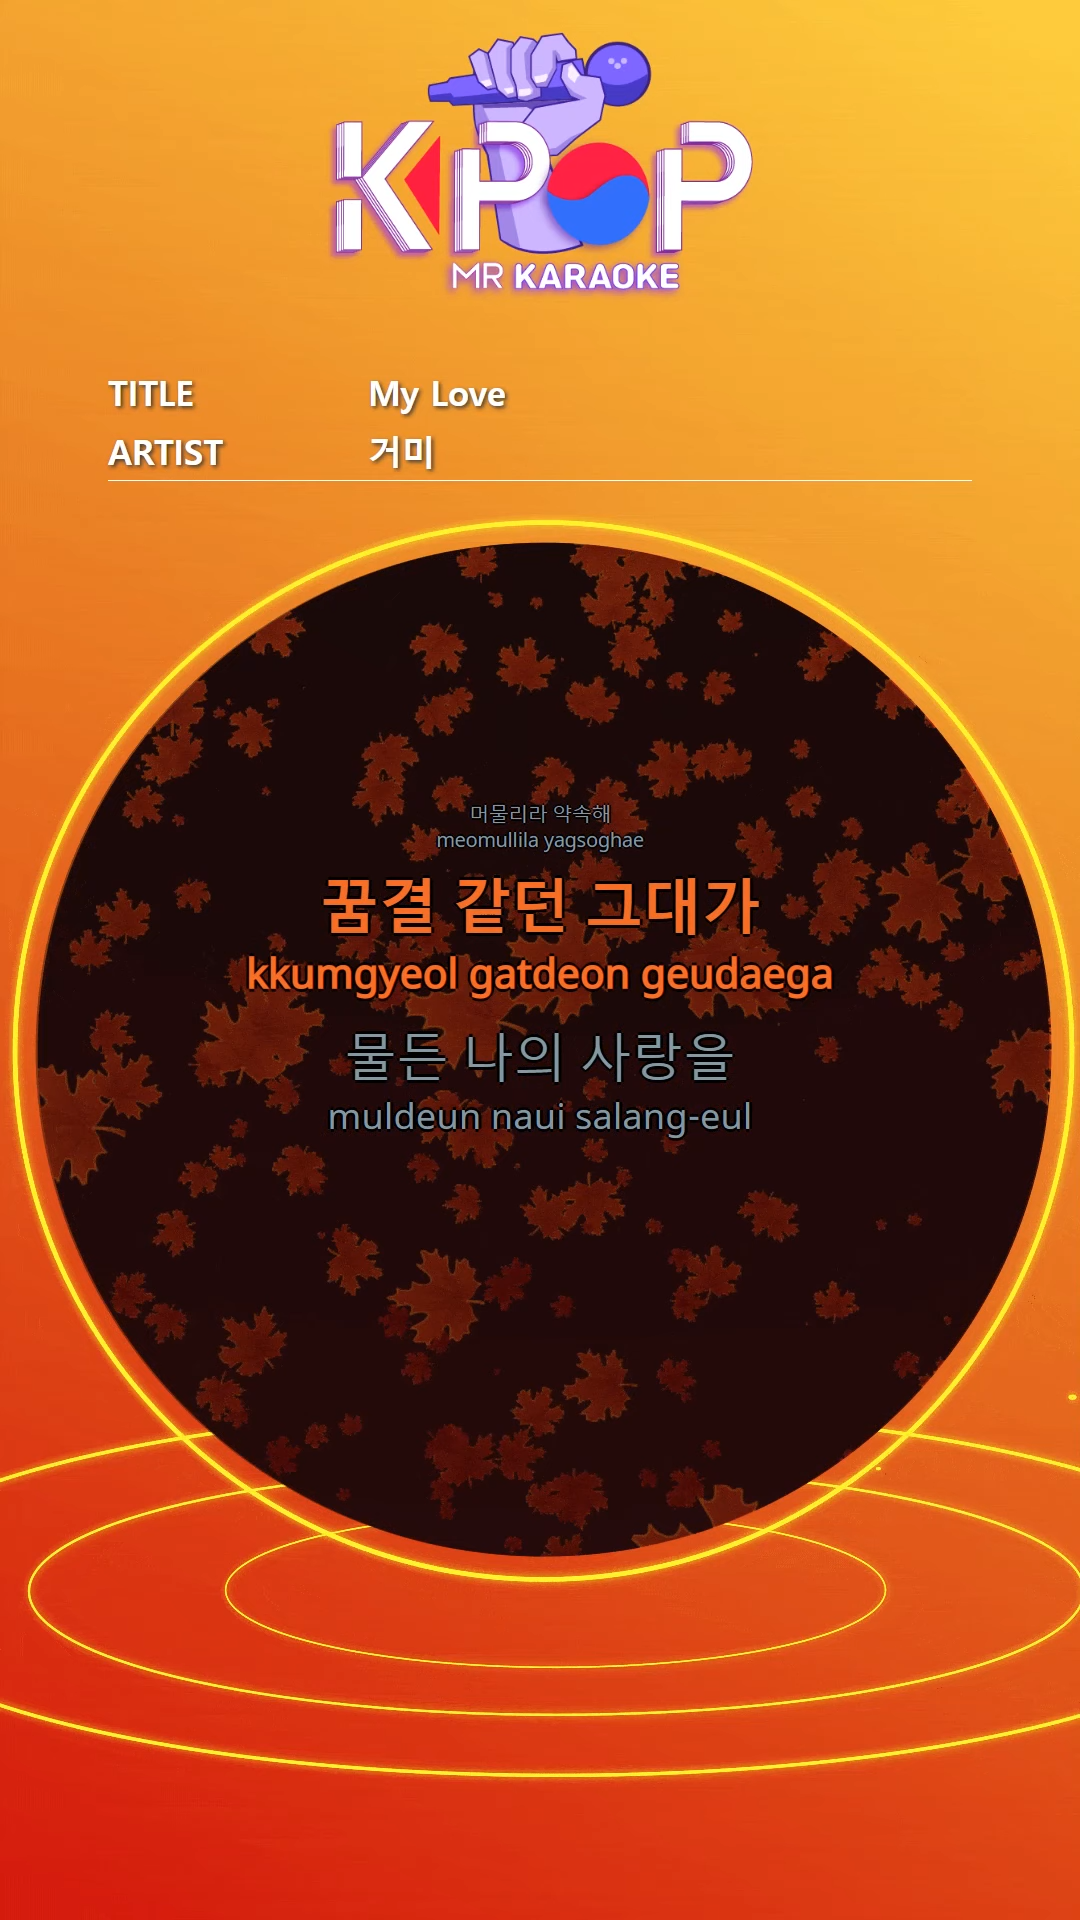 KPOP
MR KARAOKE
TITLE My Love
ARTIST 거미
머물리라 약속해
meomullila yagsoghae
꿈결 같던 그대가
kkumgyeol gatdeon geudaega
물든 나의 사랑을
muldeun naui salang-eul